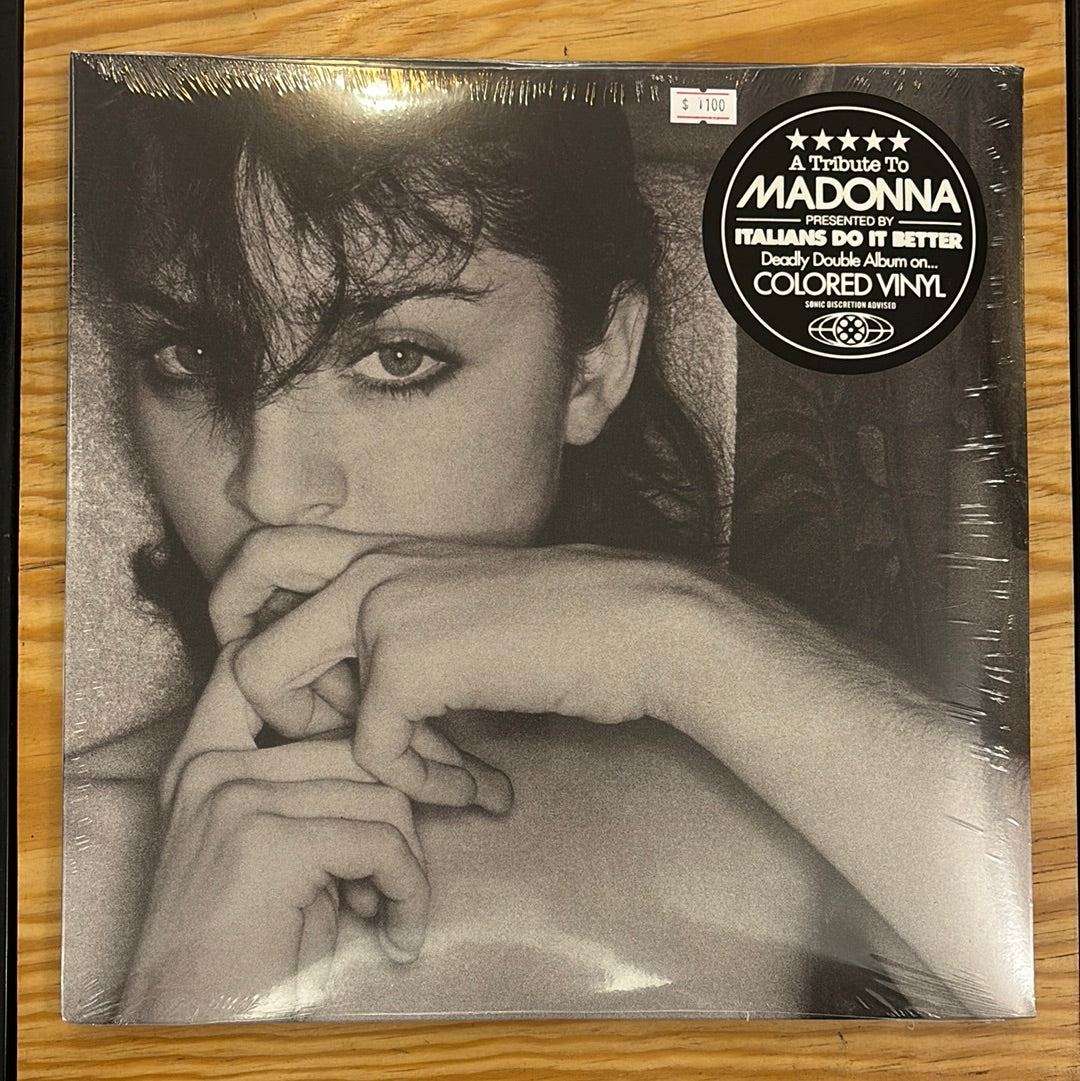 $ 1100
★★★★★
A Tribute To
MADONNA
PRESENTED BY
ITALIANS DO IT BETTER
Deadly Double Album on...
COLORED VINYL
SONIC DISCRETION ADVISED